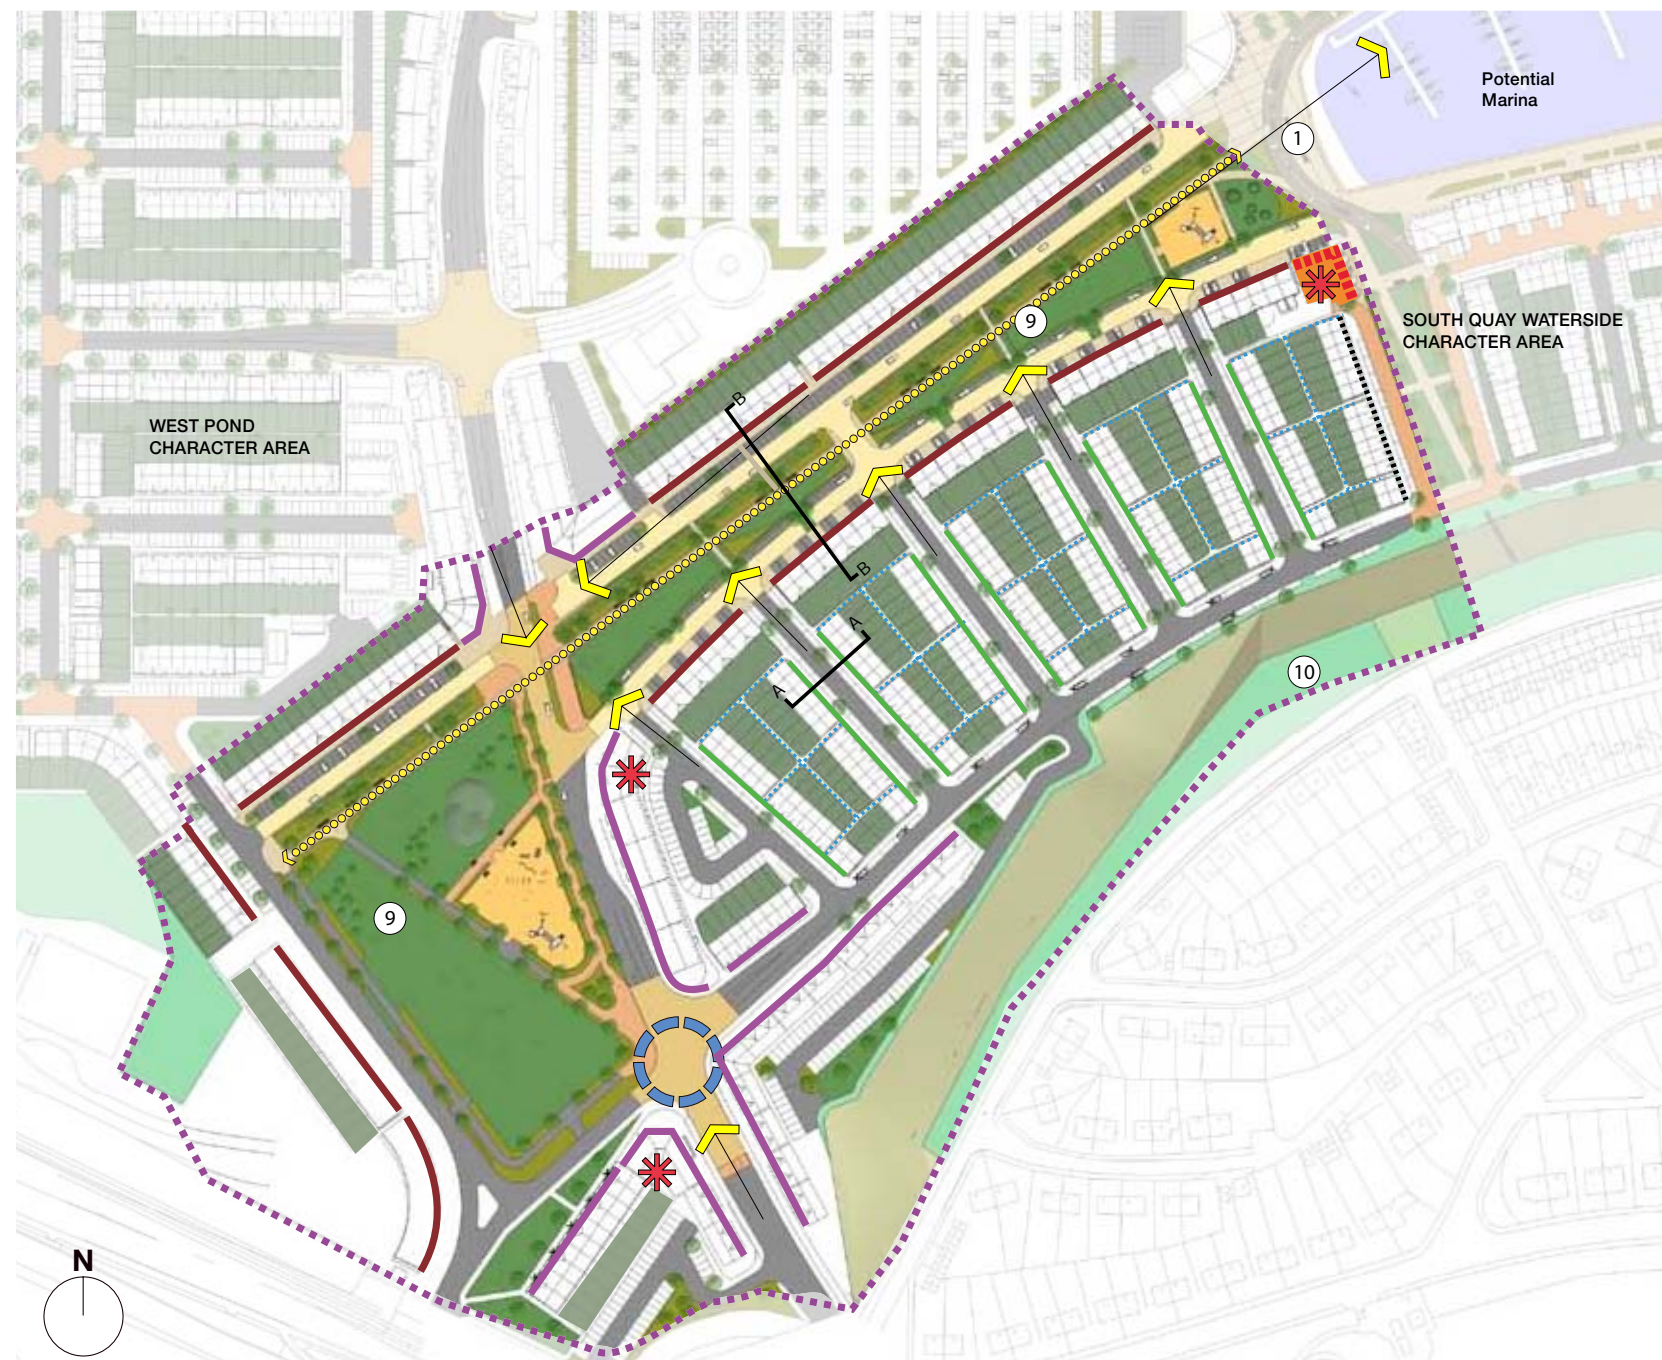 Potential
Marina
1
9
SOUTH QUAY WATERSIDE
CHARACTER AREA
B
WEST POND
CHARACTER AREA
B
A
A
10
9
N